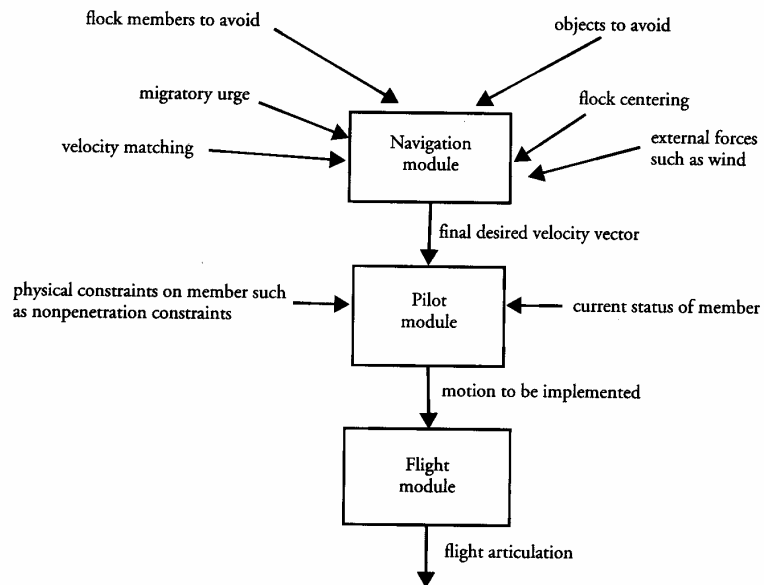 flock members to avoid
objects to avoid
migratory urge
flock centering
velocity matching
Navigation
module
external forces
such as wind
final desired velocity vector
physical constraints on member such
as nonpenetration constraints
Pilot
module
current status of member
motion to be implemented
Flight
module
flight articulation